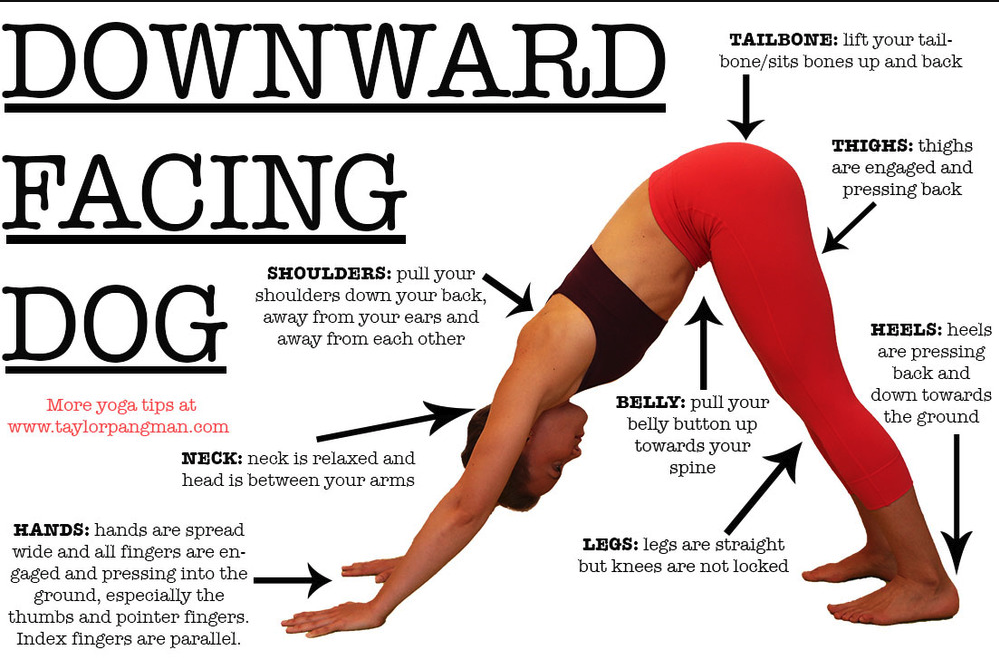 DOWNWARD
FACING
DOG
More yoga tips at
www.taylorpangman.com
TAILBONE: lift your tail-
bone/sits bones up and back
THIGHS: thighs
are engaged and
pressing back
SHOULDERS: pull your
shoulders down your back,
away from your ears and
away from each other
HEELS: heels
are pressing
back and
down towards
the ground
BELLY: pull your
belly button up
towards your
spine
NECK: neck is relaxed and
head is between your arms
LEGS: legs are straight
but knees are not locked
HANDS: hands are spread
wide and all fingers are en-
gaged and pressing into the
ground, especially the
thumbs and pointer fingers.
Index fingers are parallel.